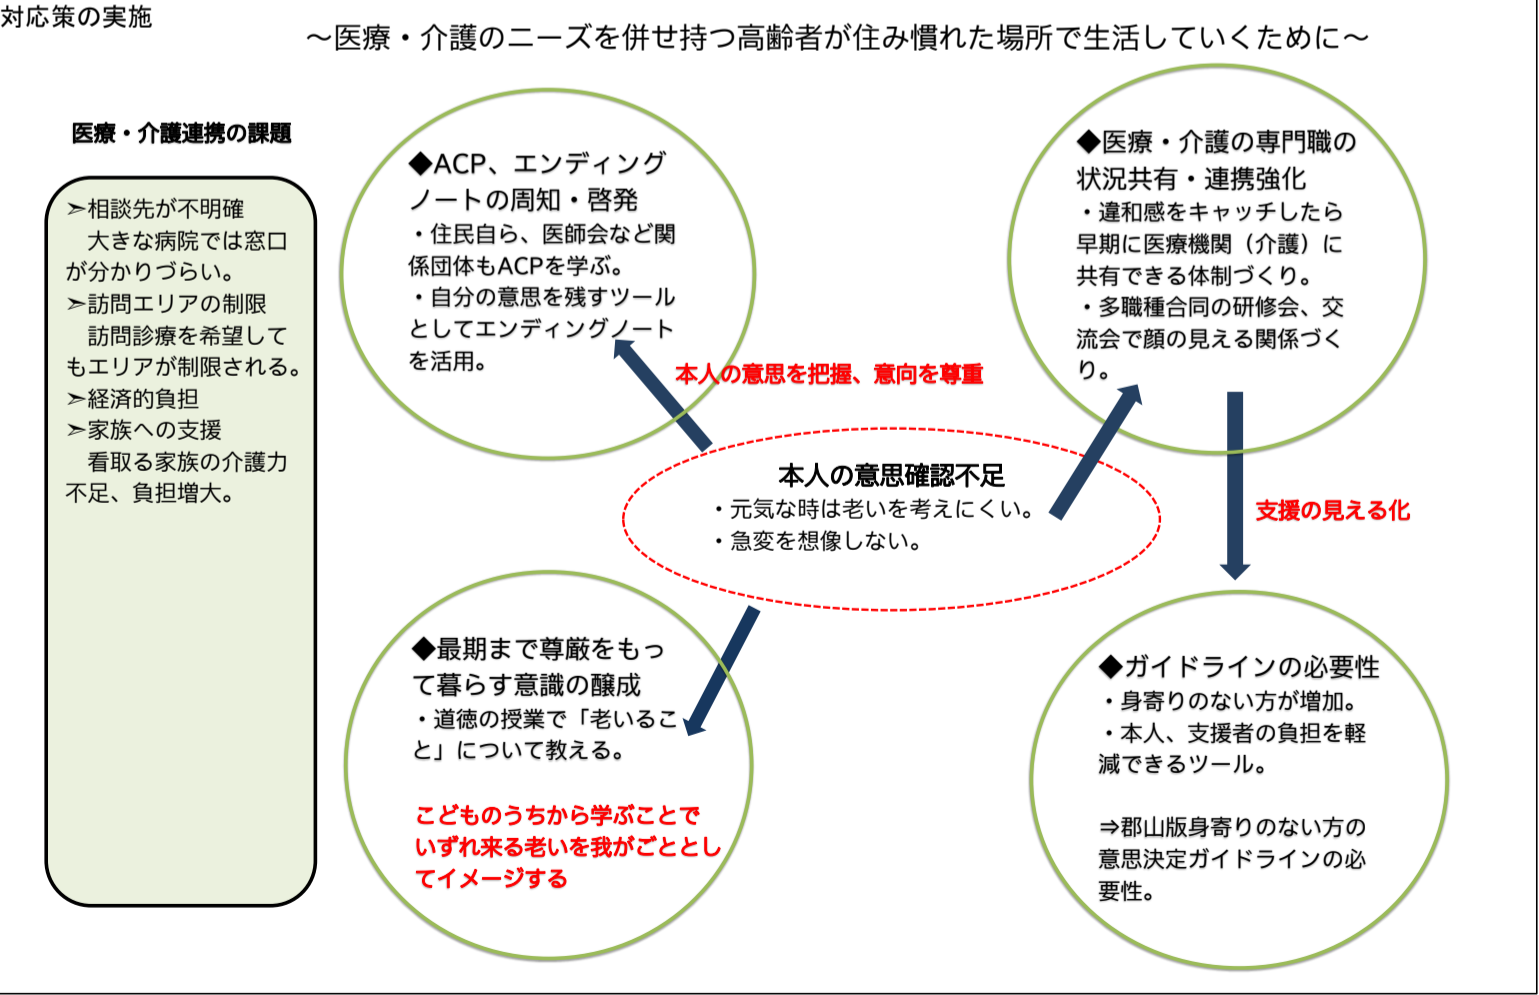 対応策の実施
～医療・介護のニーズを併せ持つ高齢者が住み慣れた場所で生活していくために～
医療・介護連携の課題
➢相談先が不明確
大きな病院では窓口
が分かりづらい。
➢訪問エリアの制限
訪問診療を希望して
もエリアが制限される。
➢経済的負担
➢家族への支援
看取る家族の介護力
不足、負担増大。
◆ACP、エンディング
ノートの周知・啓発
・住民自ら、医師会など関
係団体もACPを学ぶ。
・自分の意思を残すツール
としてエンディングノート
を活用。
◆医療・介護の専門職の
状況共有・連携強化
・違和感をキャッチしたら
早期に医療機関（介護）に
共有できる体制づくり。
・多職種合同の研修会、交
流会で顔の見える関係づく
り。
本人の意思を把握、意向を尊重
本人の意思確認不足
・元気な時は老いを考えにくい。
・急変を想像しない。
支援の見える化
◆最期まで尊厳をもっ
て暮らす意識の醸成
・道徳の授業で「老いるこ
と」について教える。
こどものうちから学ぶことで
いずれ来る老いを我がごととし
てイメージする
◆ガイドラインの必要性
・身寄りのない方が増加。
・本人、支援者の負担を軽
減できるツール。
⇒郡山版身寄りのない方の
意思決定ガイドラインの必
要性。